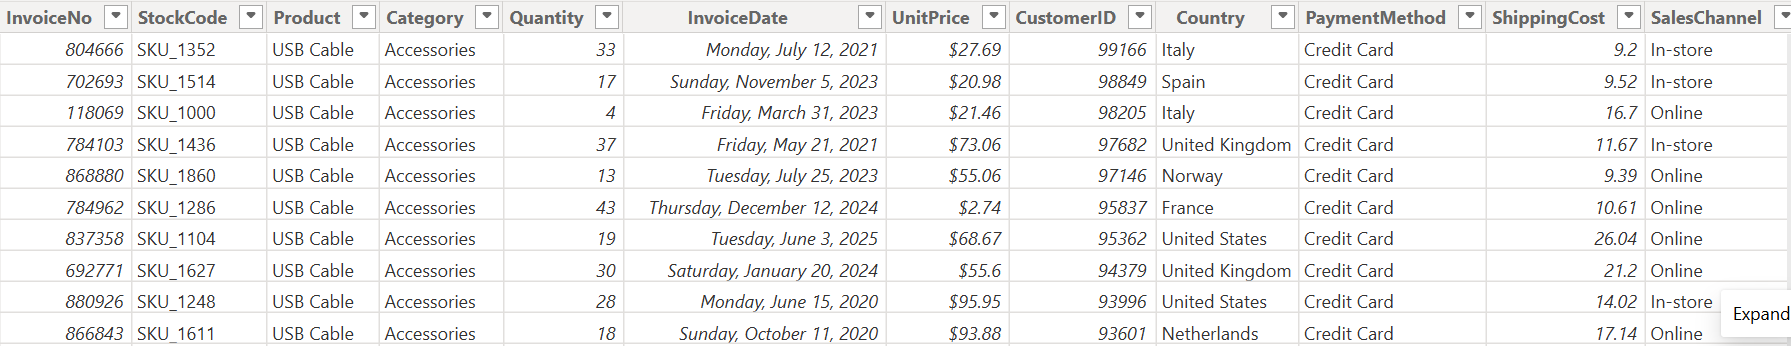 InvoiceNo StockCode Product Category Quantity InvoiceDate UnitPrice CustomerID Country PaymentMethod ShippingCost SalesChannel
804666 SKU_1352 USB Cable Accessories 33 Monday, July 12, 2021 $27.69 99166 Italy Credit Card 9.2 In-store
702693 SKU_1514 USB Cable Accessories 17 Sunday, November 5, 2023 $20.98 98849 Spain Credit Card 9.52 In-store
118069 SKU_1000 USB Cable Accessories 4 Friday, March 31, 2023 $21.46 98205 Italy Credit Card 16.7 Online
784103 SKU_1436 USB Cable Accessories 37 Friday, May 21, 2021 $73.06 97682 United Kingdom Credit Card 11.67 In-store
868880 SKU_1860 USB Cable Accessories 13 Tuesday, July 25, 2023 $55.06 97146 Norway Credit Card 9.39 Online
784962 SKU_1286 USB Cable Accessories 43 Thursday, December 12, 2024 $2.74 95837 France Credit Card 10.61 Online
837358 SKU_1104 USB Cable Accessories 19 Tuesday, June 3, 2025 $68.67 95362 United States Credit Card 26.04 Online
692771 SKU_1627 USB Cable Accessories 30 Saturday, January 20, 2024 $55.6 94379 United Kingdom Credit Card 21.2 Online
880926 SKU_1248 USB Cable Accessories 28 Monday, June 15, 2020 $95.95 93996 United States Credit Card 14.02 In-store
Expand
866843 SKU_1611 USB Cable Accessories 18 Sunday, October 11, 2020 $93.88 93601 Netherlands Credit Card 17.14 Online